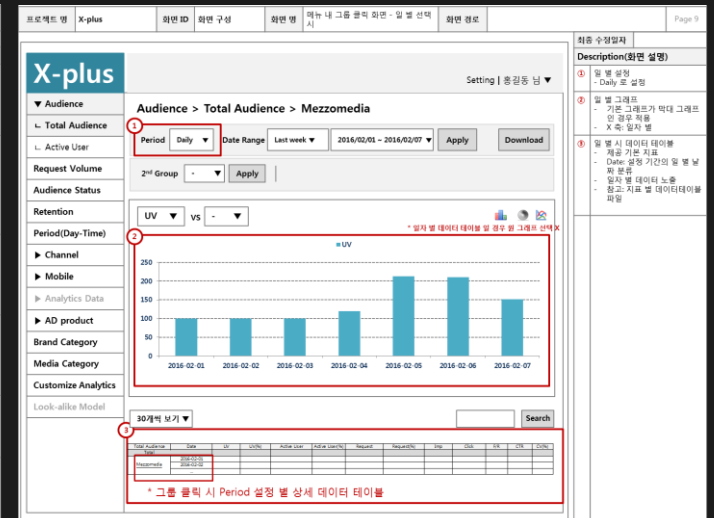 프로젝트 명 X-plus 화면 ID 화면 구성 화면 명 메뉴 내 그룹 클릭 화면 - 일 별 선택 시 화면 경로 Page 9
최종 수정일자
Description(화면 설명)
① 일 별 설정
- Daily 로 설정
② 일 별 그래프
- 기본 그래프가 막대 그래프
인 경우 적용
- X 축: 일자 별
③ 일 별 시 데이터 테이블
- 제공 기본 지표
- Date: 설정 기간의 일 별 날
짜 분류
- 일자 별 데이터 노출
- 참고: 지표 별 데이터테이블
파일
X-plus
Setting | 홍길동 님 ▼
▼ Audience
ㄴ Total Audience
ㄴ Active User
Request Volume
Audience Status
Retention
Period(Day-Time)
▶ Channel
▶ Mobile
▶ Analytics Data
▶ AD product
Brand Category
Media Category
Customize Analytics
Look-alike Model
Audience > Total Audience > Mezzomedia
1
Period Daily ▼ Date Range Last week ▼ 2016/02/01 – 2016/02/07 ▼ Apply Download
2nd Group - ▼ Apply
UV ▼ vs - ▼
* 일자 별 데이터 테이블 일 경우 원 그래프 선택 X
2
UV
250
200
150
100
50
0
2016-02-01 2016-02-02 2016-02-03 2016-02-04 2016-02-05 2016-02-06 2016-02-07
30개씩 보기 ▼ Search
3
Total Audience Date UV UV(%) Active User Active User(%) Request Request(%) Imp Click F/R CTR CV(%)
Total
2016-02-01
Mezzomedia 2016-02-02
* 그룹 클릭 시 Period 설정 별 상세 데이터 테이블